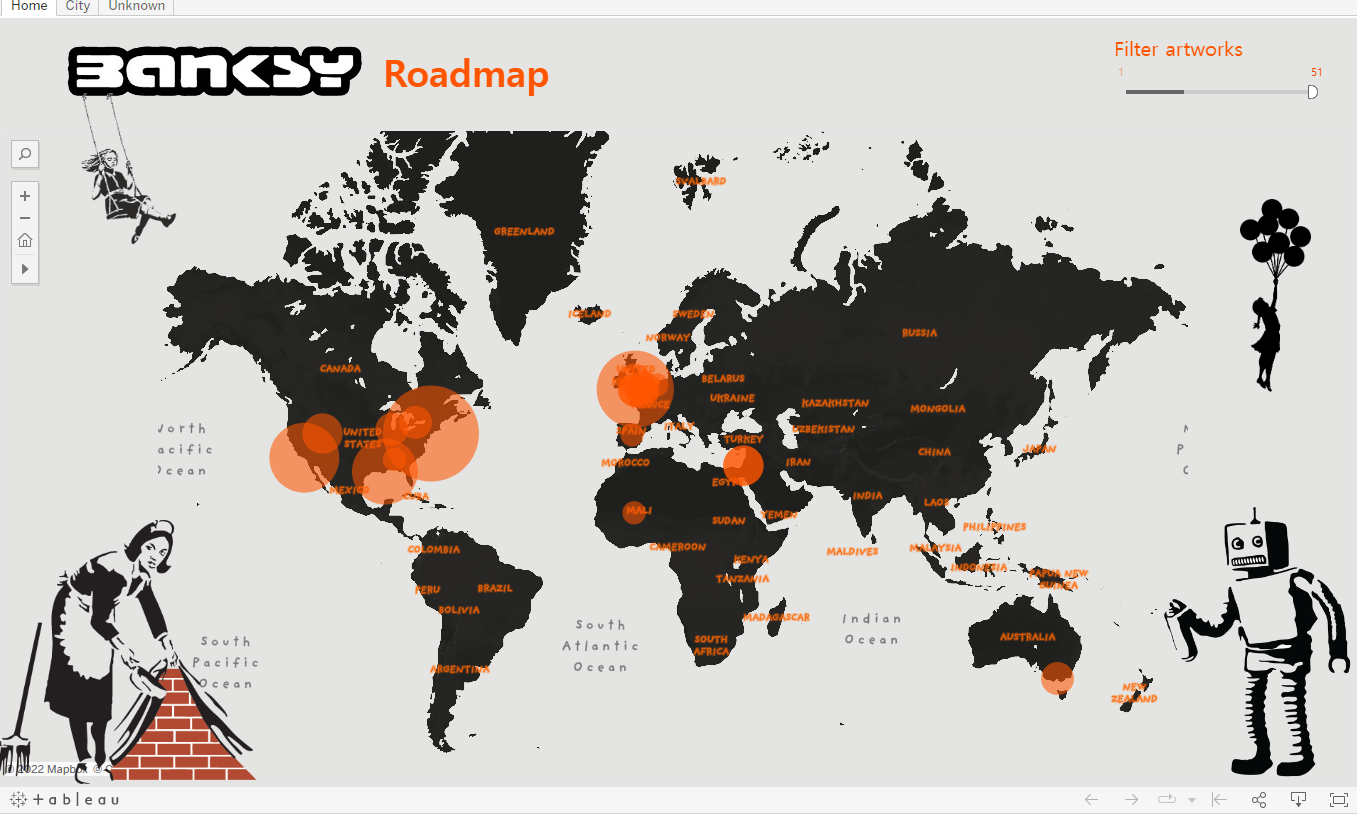 Home City Unknown
BANKSY Roadmap
Filter artworks
1 51
SVALBARD
GREENLAND
ICELAND
SWEDEN
NORWAY
RUSSIA
CANADA
UNITED
BELARUS
UKRAINE
KAZAKHSTAN
MONGOLIA
North
Pacific
Ocean
UNITED
STATES
SPAIN
ITALY
TURKEY
UZBEKISTAN
CHINA
JAPAN
MOROCCO
IRAN
EGYPT
MEXICO
CUBA
INDIA
LAOS
MALI
SUDAN
YEMEN
PHILIPPINES
COLOMBIA
CAMEROON
KENYA
MALDIVES
MALAYSIA
INDONESIA
PERU
BRAZIL
TANZANIA
PAPUA NEW
GUINEA
BOLIVIA
MADAGASCAR
South
Atlantic
Ocean
Indian
Ocean
SOUTH
AFRICA
AUSTRALIA
South
Pacific
Ocean
ARGENTINA
NEW
ZEALAND
© 2022 Mapbox ©
+ableau